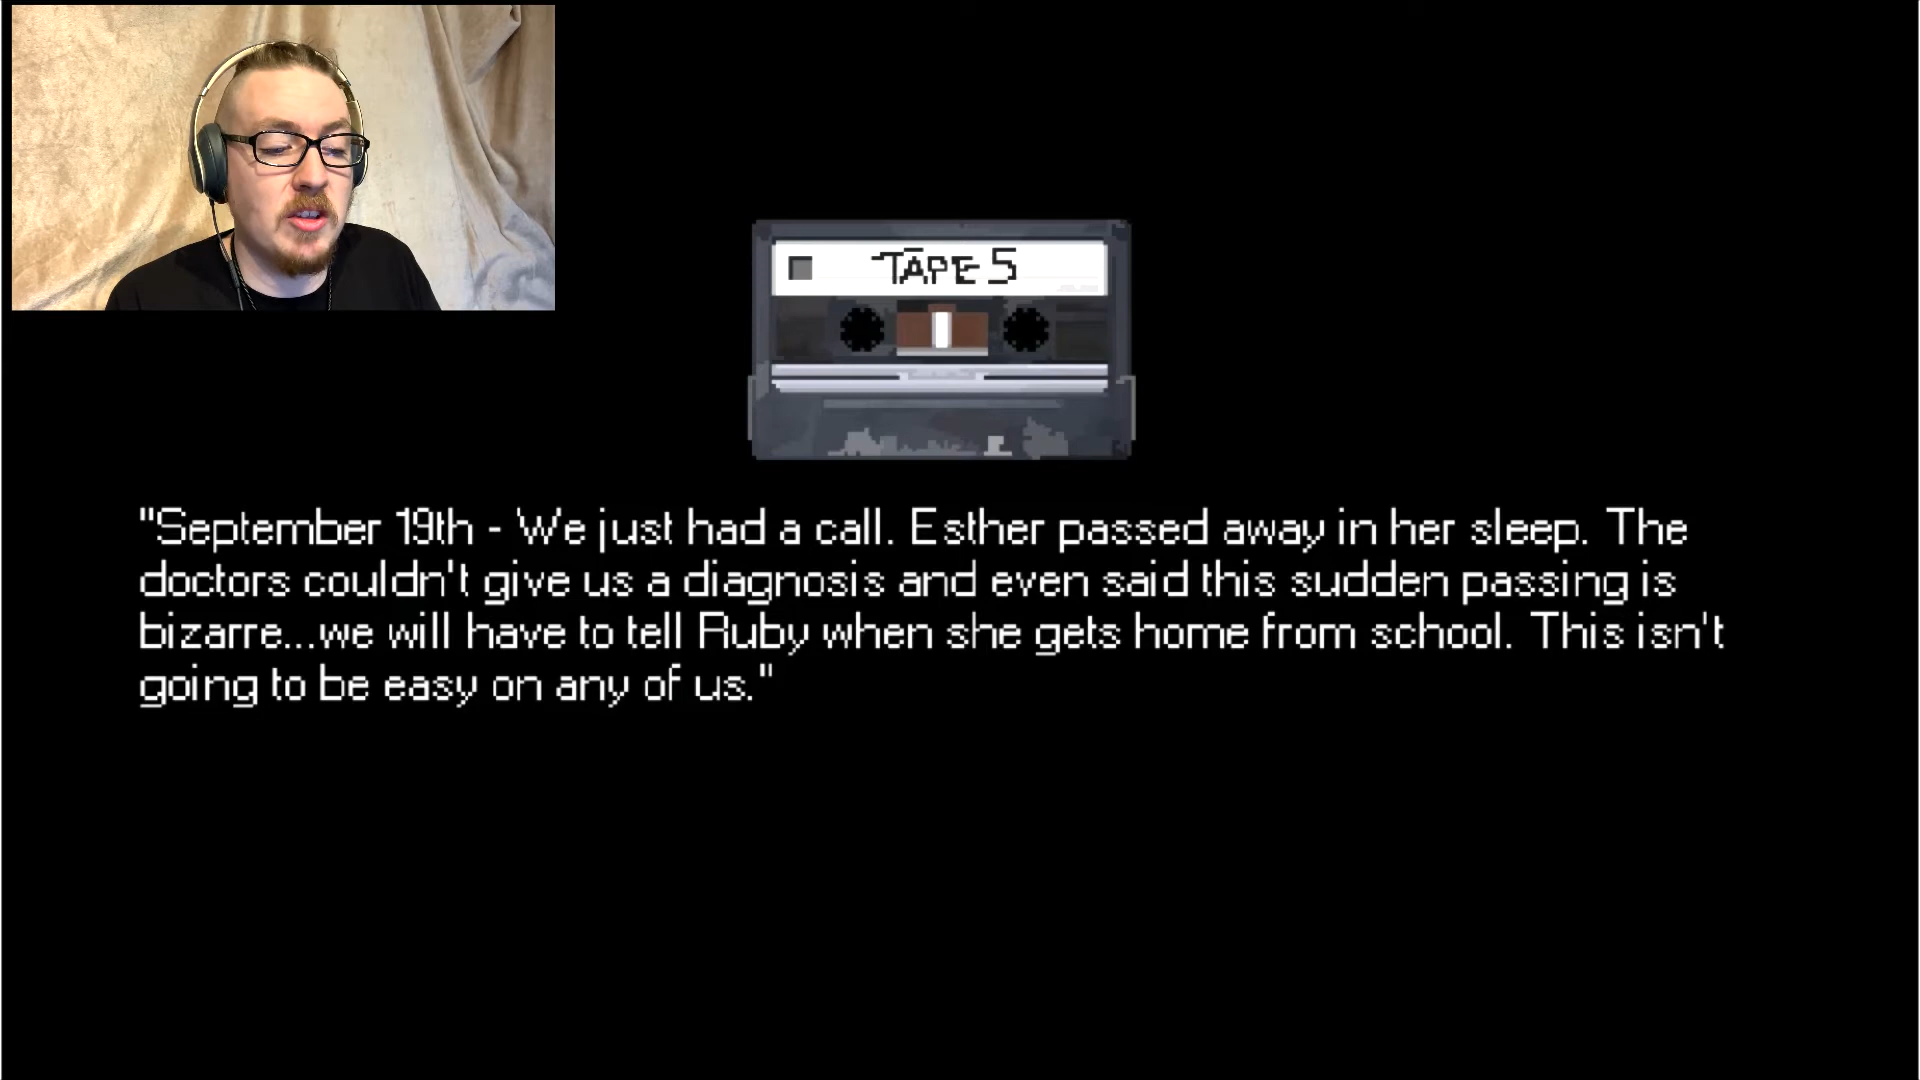 TAPE 5
"September 19th - We just had a call. Esther passed away in her sleep. The
doctors couldn't give us a diagnosis and even said this sudden passing is
bizarre...we will have to tell Ruby when she gets home from school. This isn't
going to be easy on any of us."